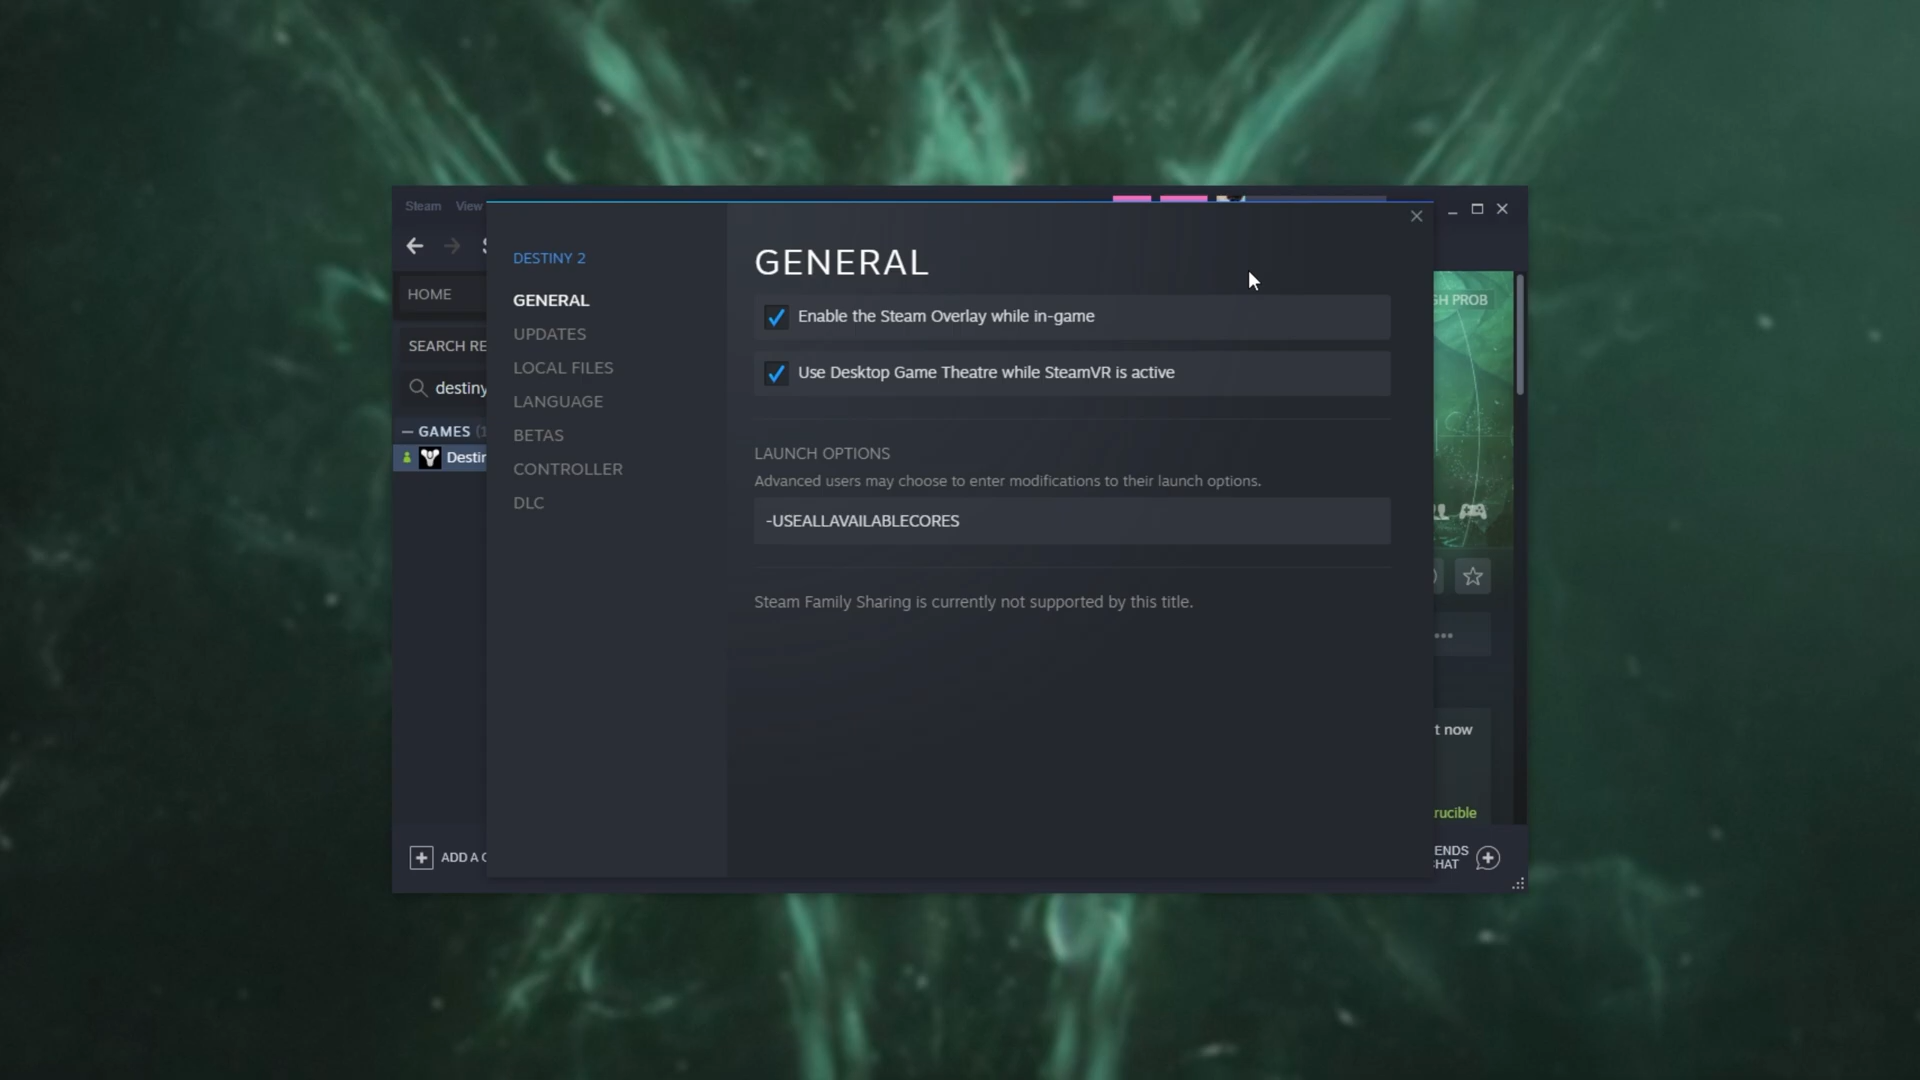 Steam View
HOME
SEARCH RE
destiny
— GAMES (1
Destin
ADD A G
DESTINY 2
GENERAL
UPDATES
LOCAL FILES
LANGUAGE
BETAS
CONTROLLER
DLC
GENERAL
Enable the Steam Overlay while in-game
Use Desktop Game Theatre while SteamVR is active
LAUNCH OPTIONS
Advanced users may choose to enter modifications to their launch options.
-USEALLAVAILABLECORES
Steam Family Sharing is currently not supported by this title.
GH PROB
t now
rucible
ENDS
HAT